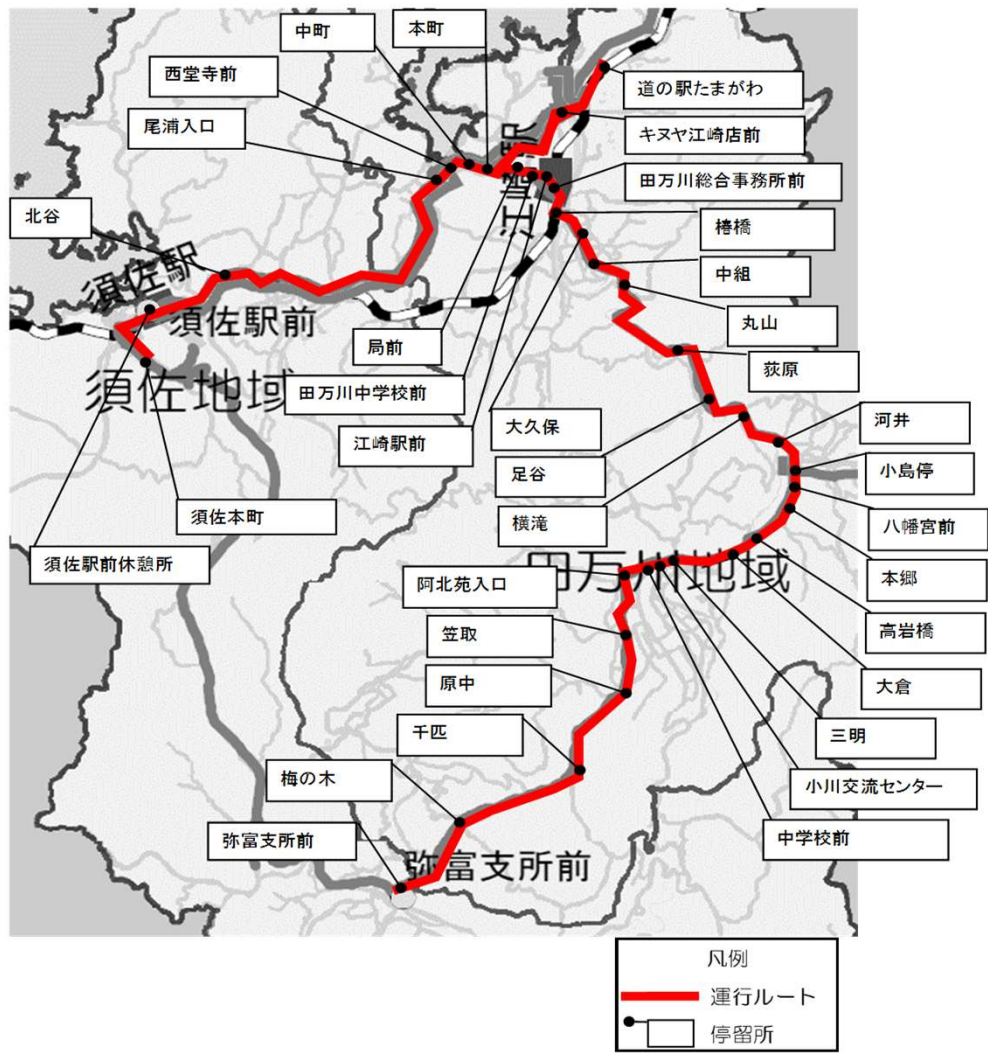 中町
本町
西堂寺前
道の駅たまがわ
尾浦入口
キヌヤ江崎店前
江崎駅
田万川総合事務所前
北谷
椿橋
須佐駅
中組
須佐駅前
丸山
局前
須佐地域
荻原
田万川中学校前
大久保
河井
江崎駅前
足谷
小島停
須佐本町
横滝
八幡宮前
須佐駅前休憩所
田万川地域
本郷
阿北苑入口
高岩橋
笠取
大倉
原中
三明
千匹
小川交流センター
梅の木
中学校前
弥富支所前
弥富支所前
凡例
運行ルート
停留所